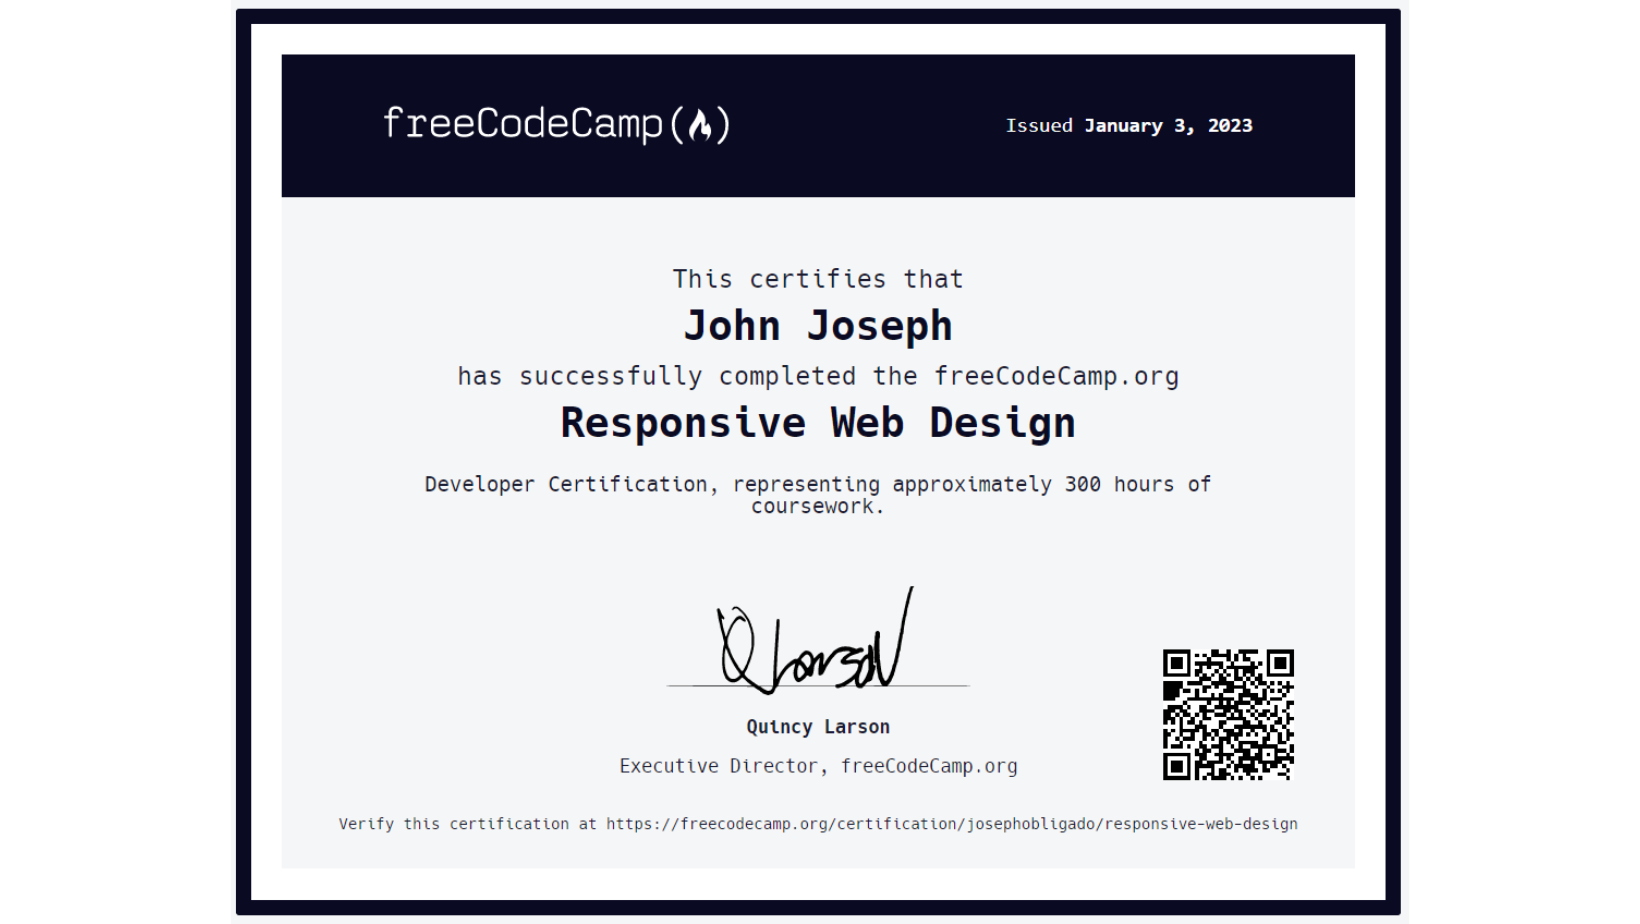 freeCodeCamp
Issued January 3, 2023
This certifies that
John Joseph
has successfully completed the freeCodeCamp.org
Responsive Web Design
Developer Certification, representing approximately 300 hours of
coursework.
Q Larson
Quincy Larson
Executive Director, freeCodeCamp.org
Verify this certification at https://freecodecamp.org/certification/josephobligado/responsive-web-design